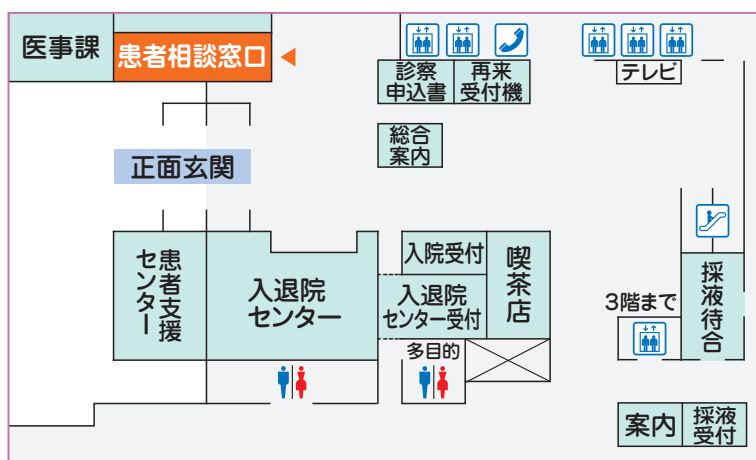 医事課
患者相談窓口
診察
申込書
再来
受付機
テレビ
総合
案内
正面玄関
患者支援
センター
入退院
センター
入院受付
入退院
センター受付
喫茶店
多目的
3階まで
採液待合
案内
採液
受付